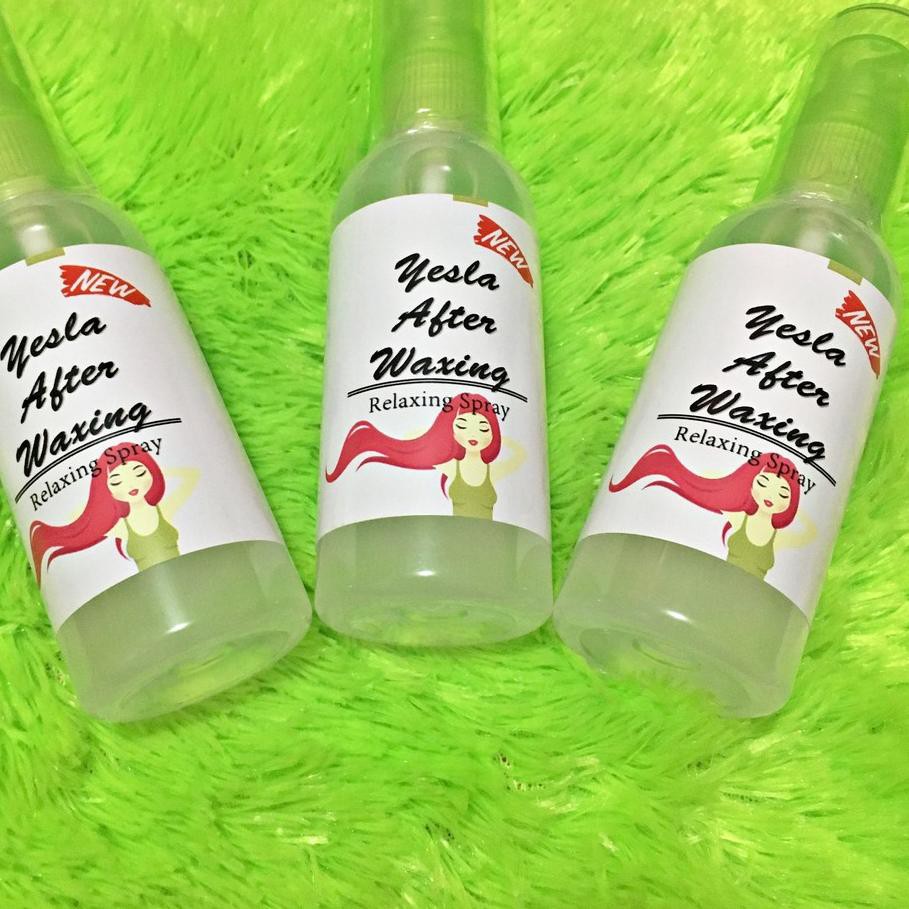 NEW
Yesla
After
Waxing
Relaxing Spray
NEW
Yesla
After
Waxing
Relaxing Spray
NEW
Yesla
After
Waxing
Relaxing Spray